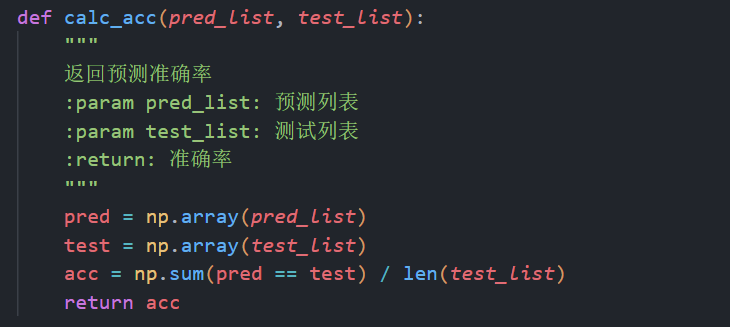 def calc_acc(pred_list, test_list):
    """
    返回预测准确率
    :param pred_list: 预测列表
    :param test_list: 测试列表
    :return: 准确率
    """
    pred = np.array(pred_list)
    test = np.array(test_list)
    acc = np.sum(pred == test) / len(test_list)
    return acc